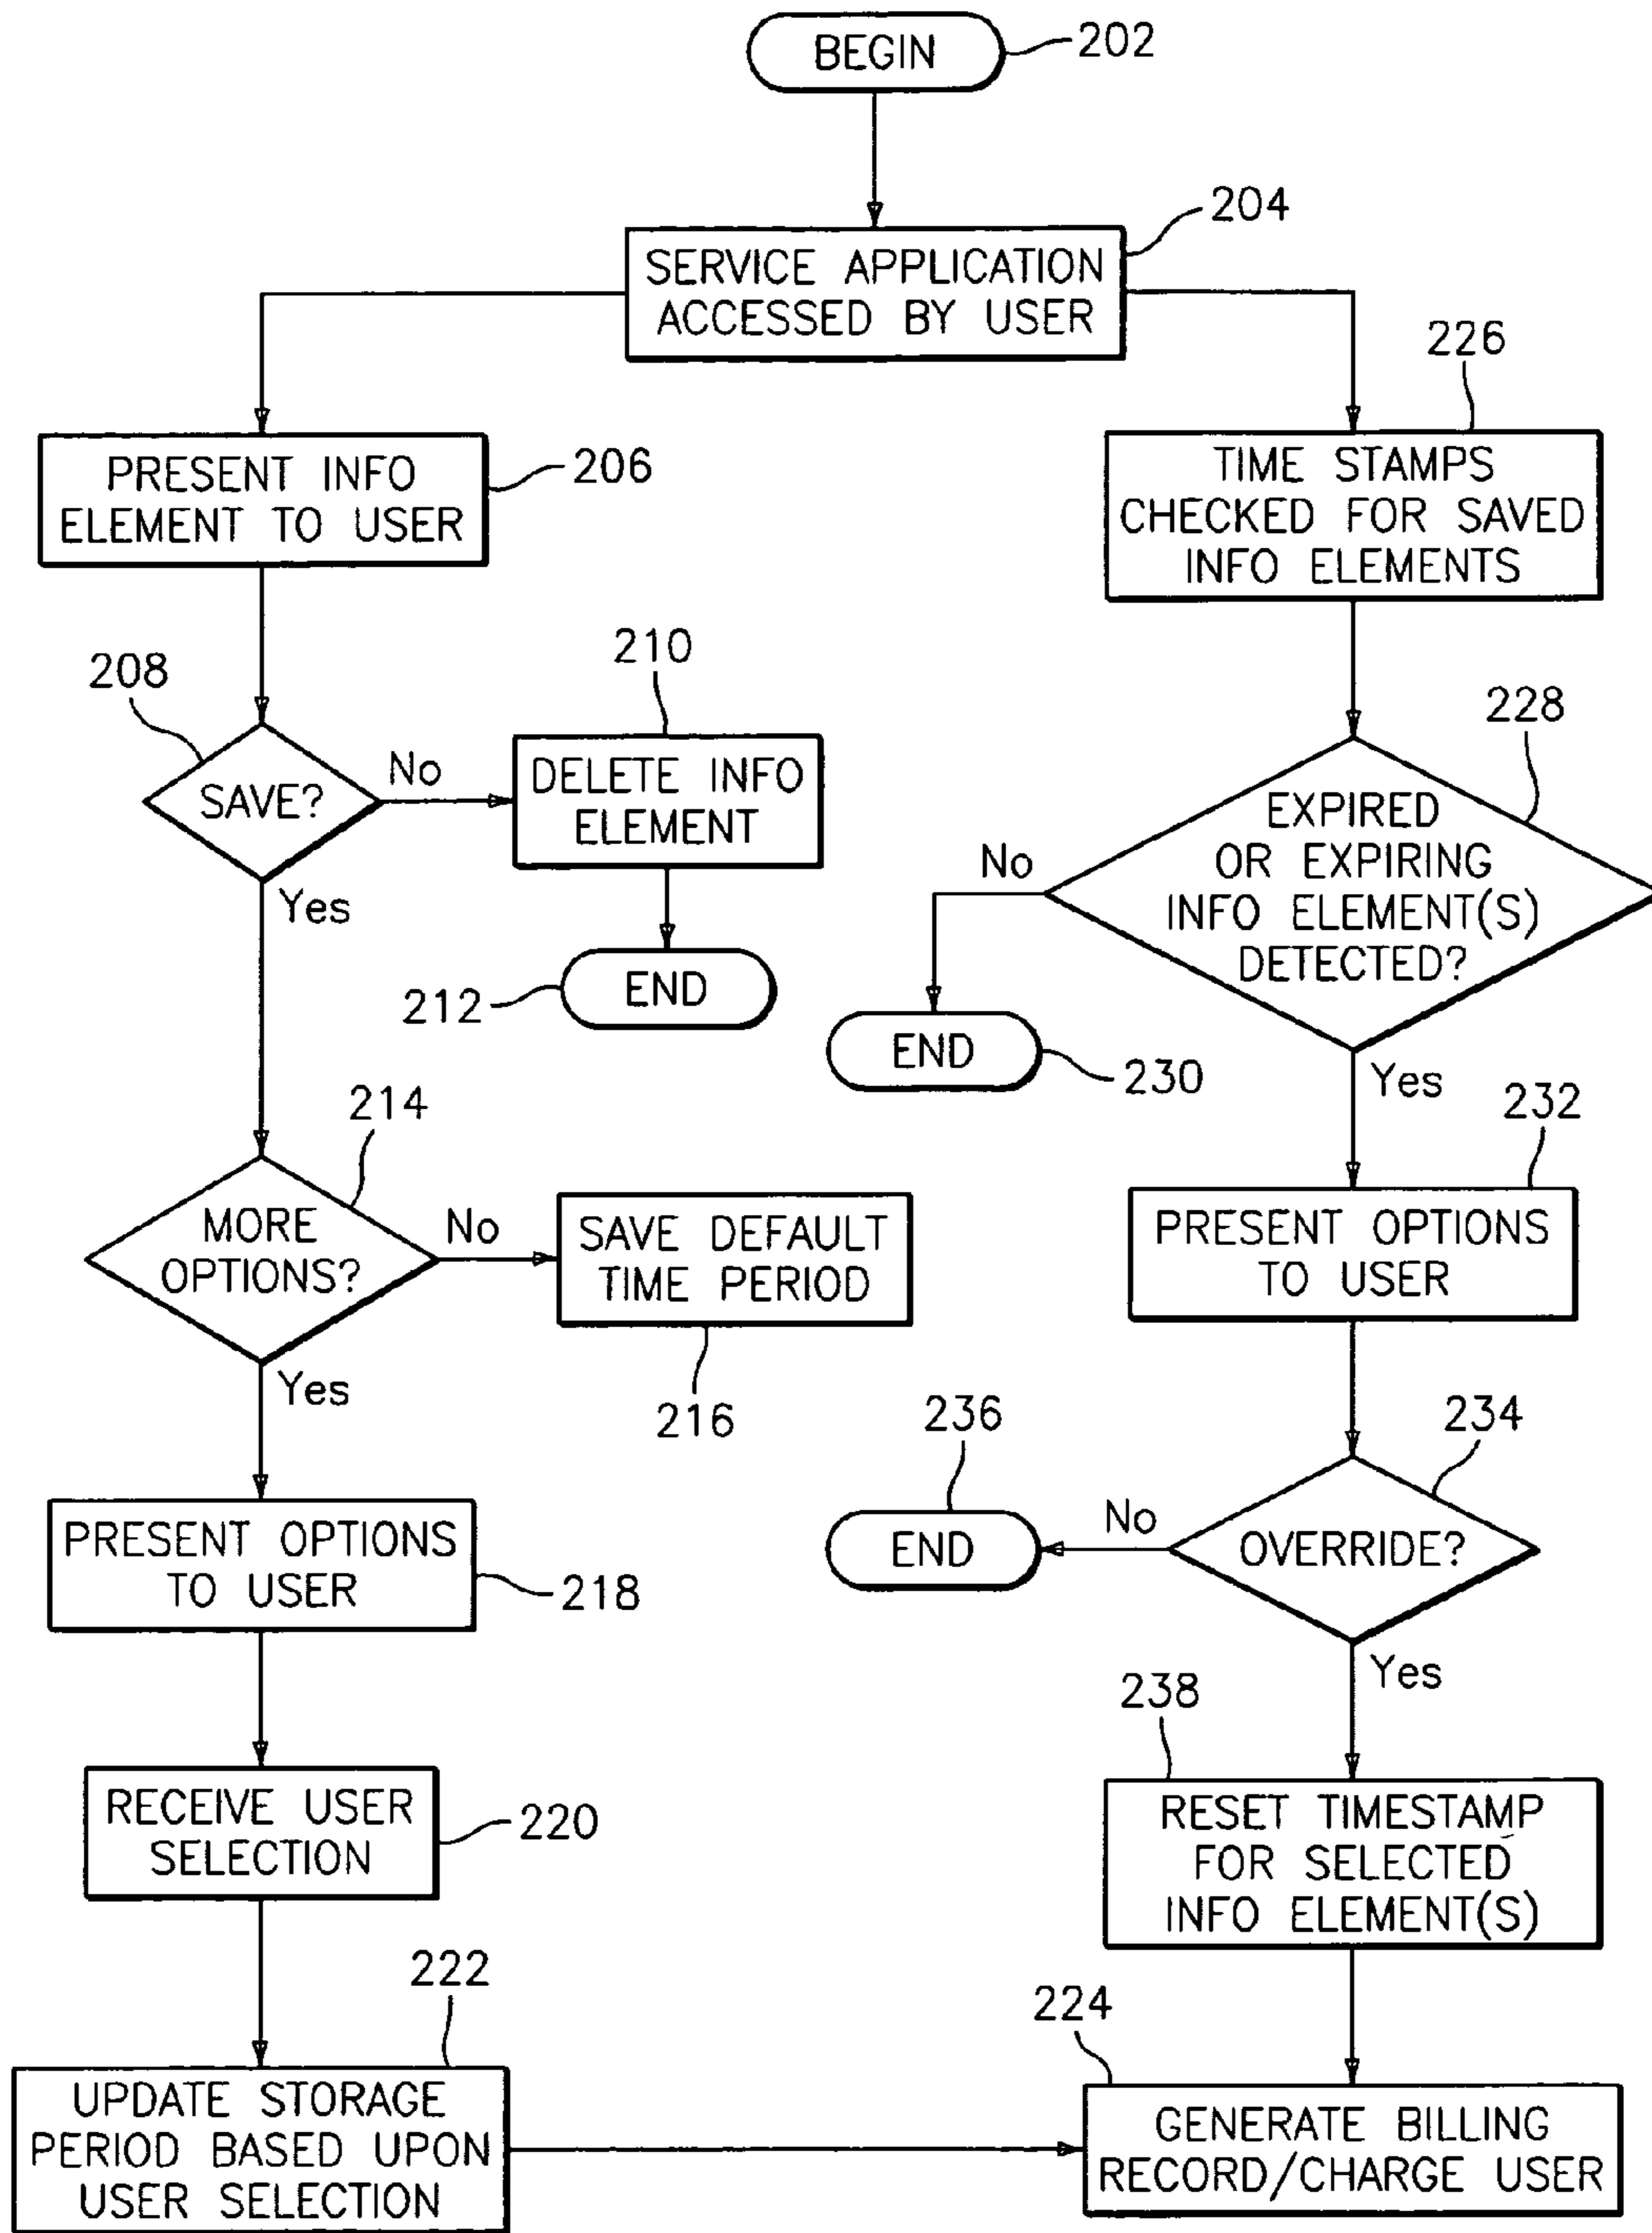 BEGIN
202
SERVICE APPLICATION
ACCESSED BY USER
204
PRESENT INFO
ELEMENT TO USER
206
SAVE?
208
No
Yes
DELETE INFO
ELEMENT
210
END
212
MORE
OPTIONS?
214
No
Yes
SAVE DEFAULT
TIME PERIOD
216
PRESENT OPTIONS
TO USER
218
RECEIVE USER
SELECTION
220
UPDATE STORAGE
PERIOD BASED UPON
USER SELECTION
222
TIME STAMPS
CHECKED FOR SAVED
INFO ELEMENTS
226
EXPIRED
OR EXPIRING
INFO ELEMENT(S)
DETECTED?
228
No
Yes
END
230
PRESENT OPTIONS
TO USER
232
OVERRIDE?
234
No
Yes
END
236
RESET TIMESTAMP
FOR SELECTED
INFO ELEMENT(S)
238
GENERATE BILLING
RECORD/CHARGE USER
224